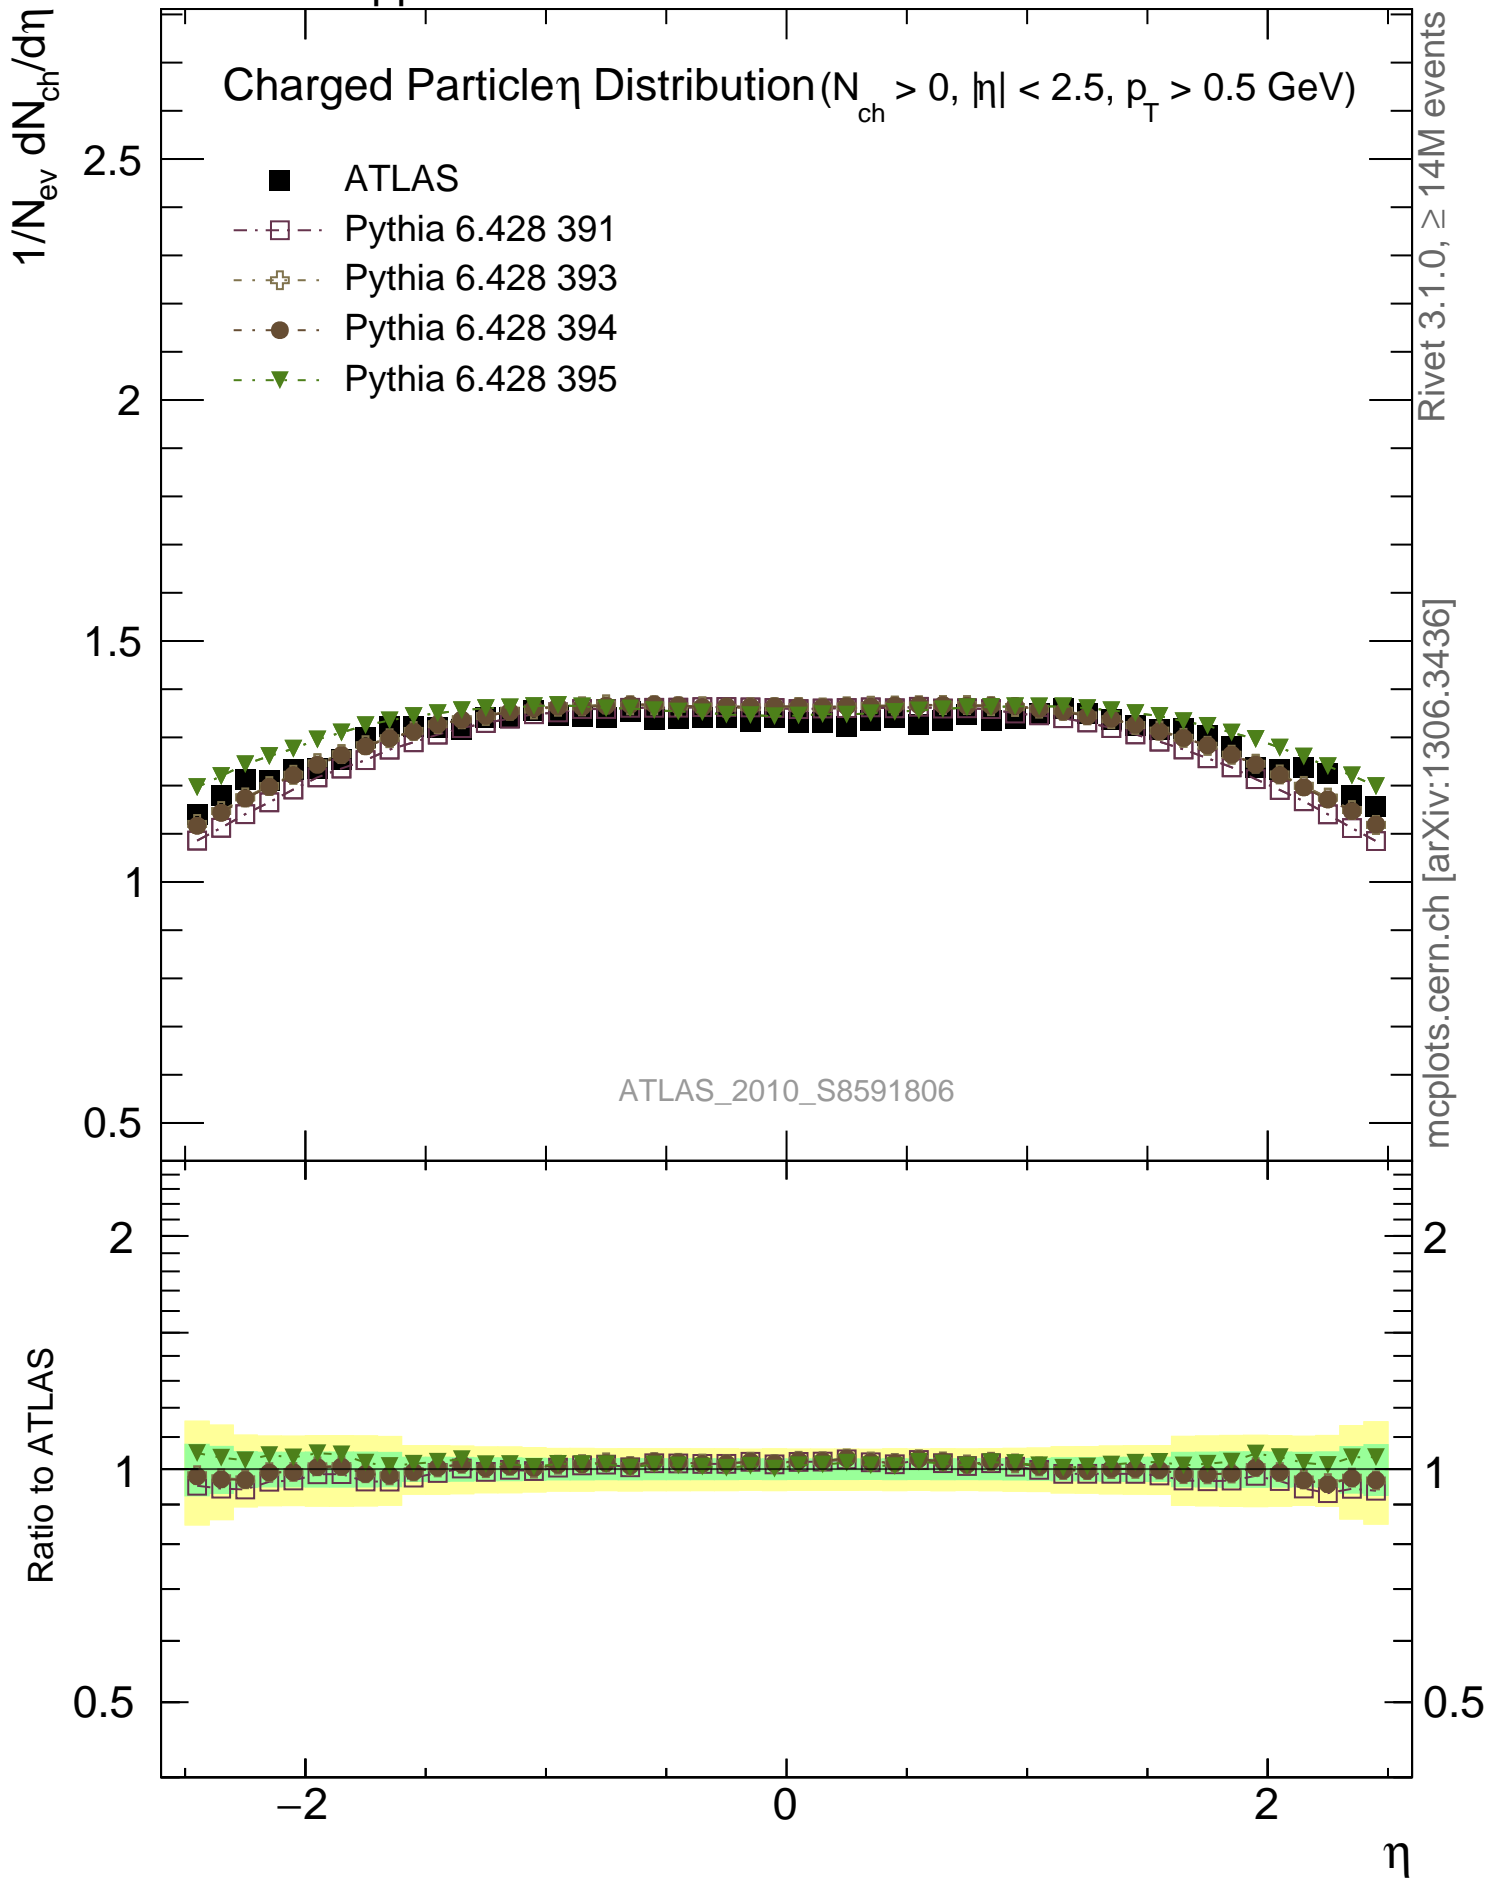 1/N_ev dN_ch/dη
Charged Particle η Distribution (N_ch > 0, |η| < 2.5, p_T > 0.5 GeV)
ATLAS
Pythia 6.428 391
Pythia 6.428 393
Pythia 6.428 394
Pythia 6.428 395
2.5
2
1.5
1
0.5
ATLAS_2010_S8591806
Rivet 3.1.0, ≥ 14M events
mcplots.cern.ch [arXiv:1306.3436]
Ratio to ATLAS
2
1
0.5
2
1
0.5
−2
0
2
η